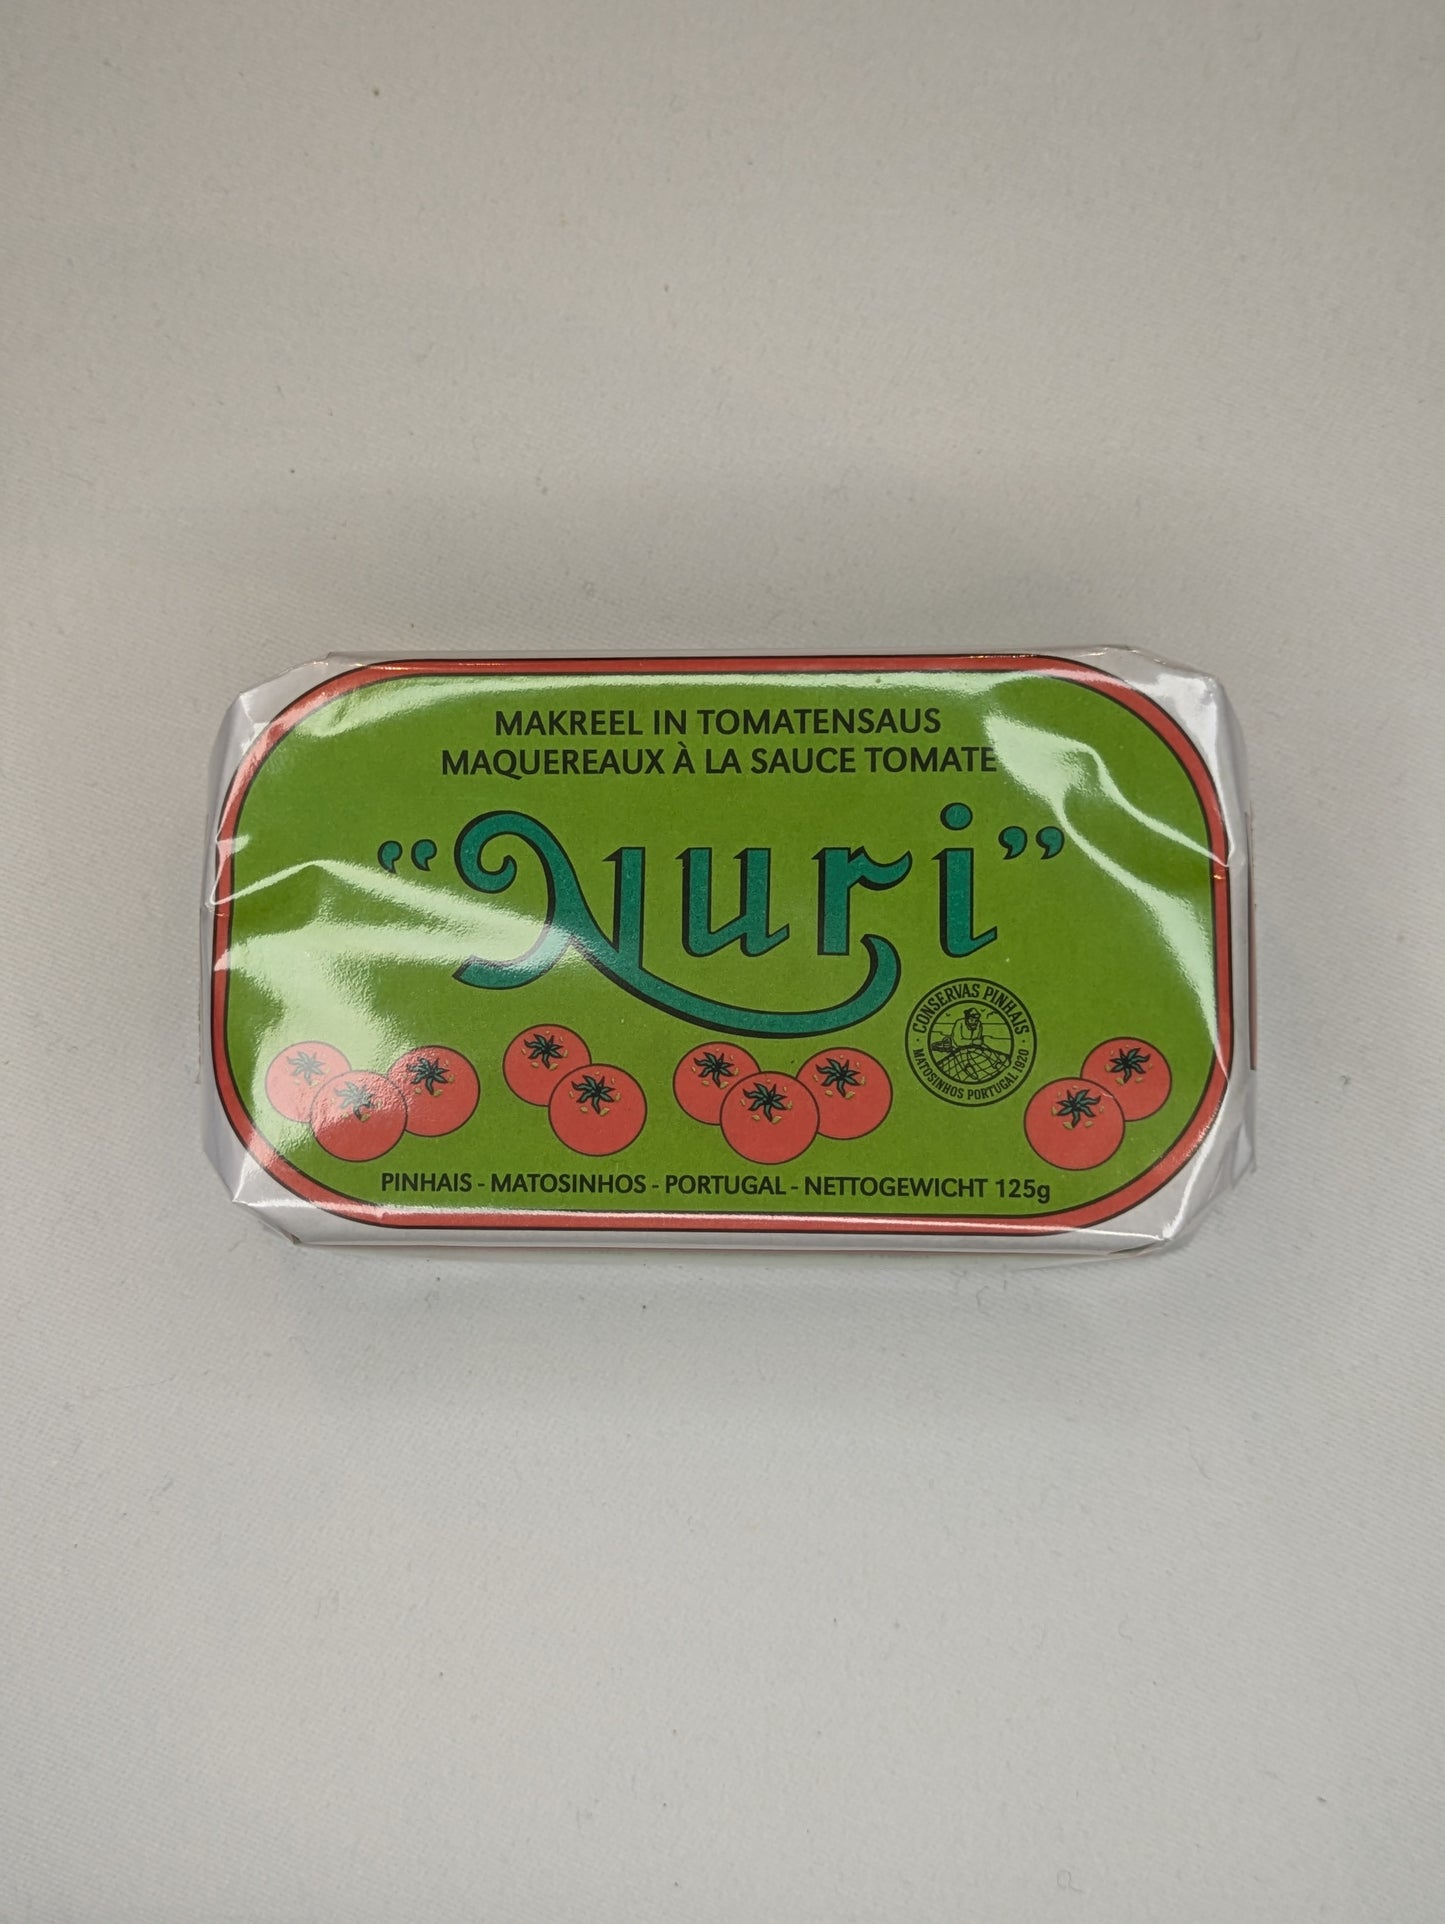 MAKREEL IN TOMATENSAUS
MAQUEREAUX À LA SAUCE TOMATE
“Nuri”
CONSERVAS PINHAIS
MATOSINHOS PORTUGAL 1920
PINHAIS - MATOSINHOS - PORTUGAL - NETTOGEWICHT 125g